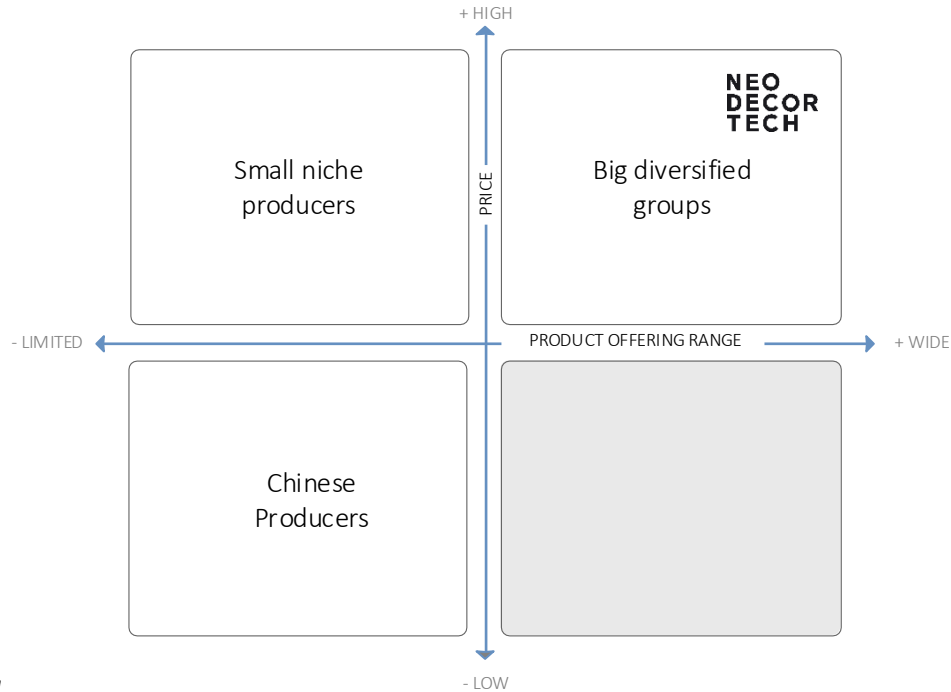 + HIGH
NEO
DECOR
TECH
Small niche
producers
PRICE
Big diversified
groups
- LIMITED
PRODUCT OFFERING RANGE
+ WIDE
Chinese
Producers
- LOW